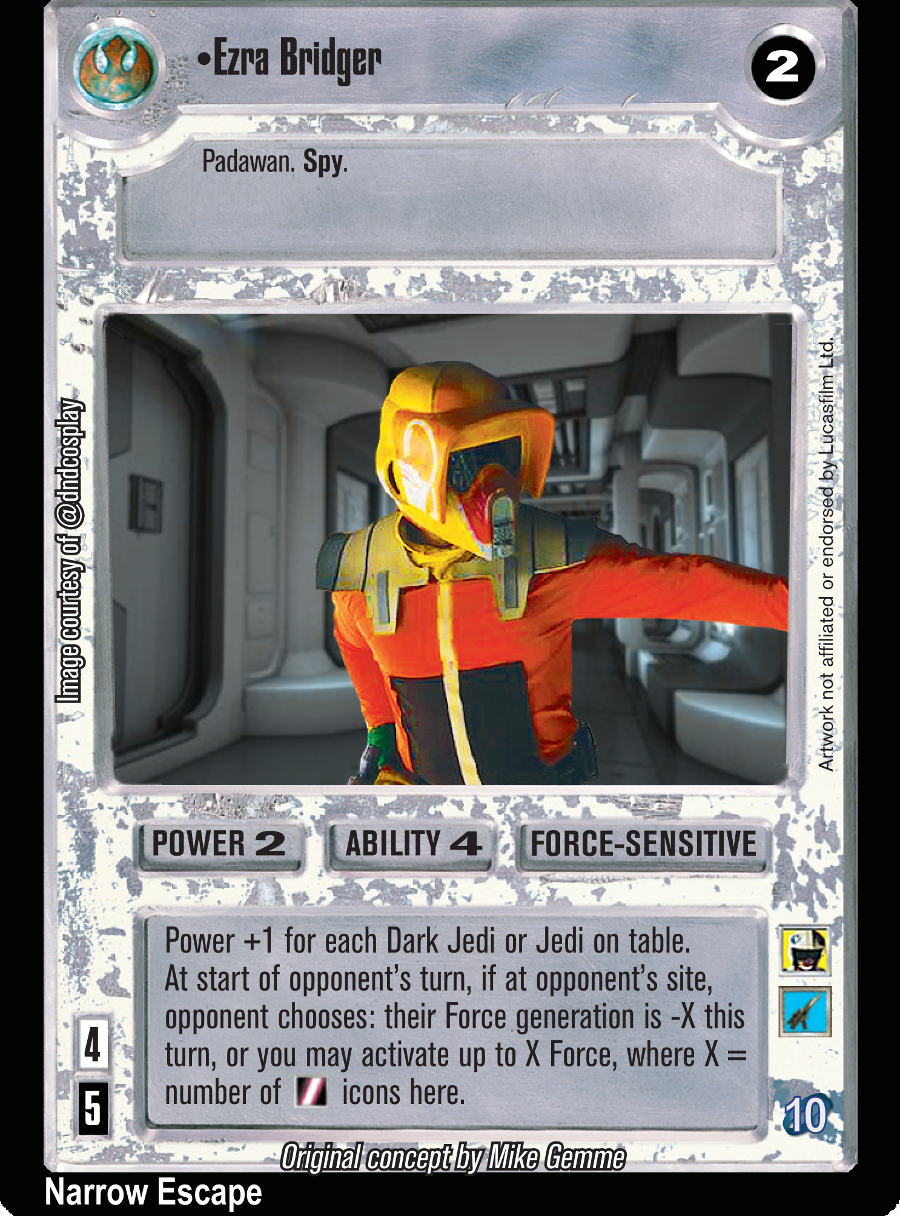 •Ezra Bridger
2
Padawan. Spy.
Image courtesy of @dndcosplay
Artwork not affiliated or endorsed by Lucasfilm Ltd.
POWER 2
ABILITY 4
FORCE-SENSITIVE
Power +1 for each Dark Jedi or Jedi on table.
At start of opponent’s turn, if at opponent’s site,
opponent chooses: their Force generation is -X this
turn, or you may activate up to X Force, where X =
number of icons here.
4
5
10
Original concept by Mike Gemme
Narrow Escape